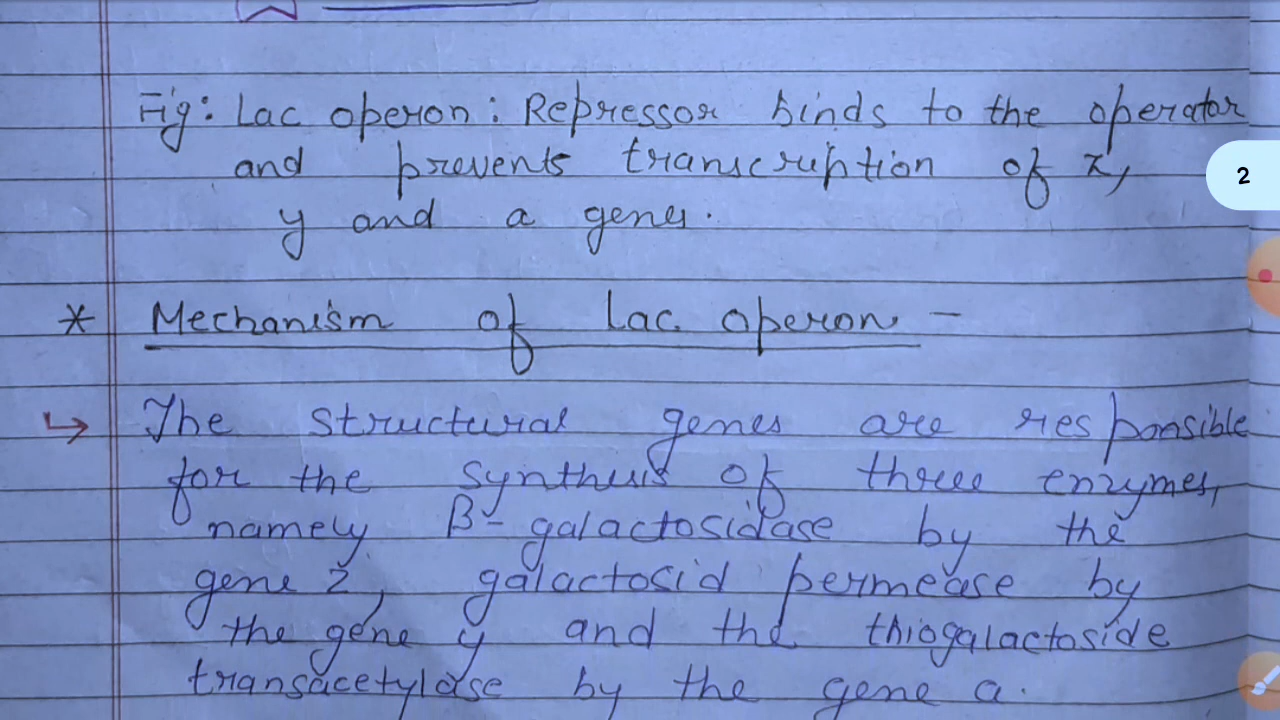 Fig: Lac operon: Repressor binds to the operator
and prevents transcription of z,
y and a genes.
2
* Mechanism of Lac operon -
↳ The structural genes are responsible
for the synthesis of three enzymes,
namely β-galactosidase by the
gene z, galactosid permease by
the gene y and the thiogalactoside
transacetylase by the gene a.